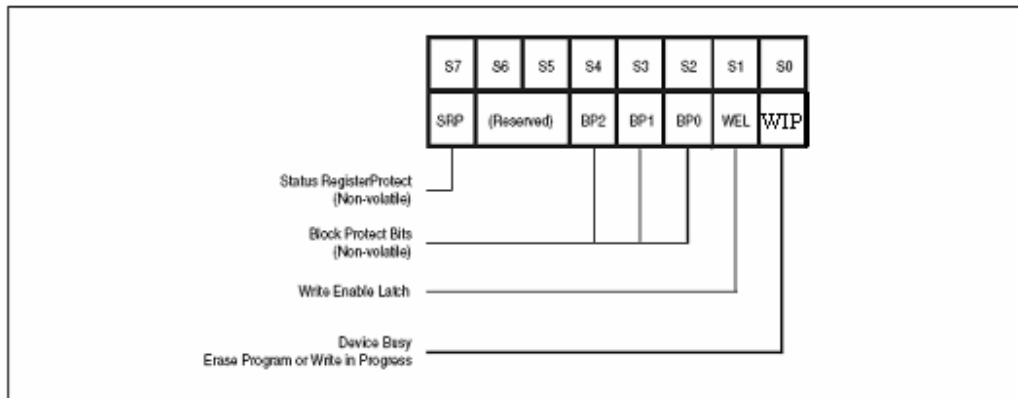 S7 S6 S5 S4 S3 S2 S1 S0
SRP (Reserved) BP2 BP1 BP0 WEL WIP
Status RegisterProtect
(Non-volatile)
Block Protect Bits
(Non-volatile)
Write Enable Latch
Device Busy
Erase Program or Write in Progress